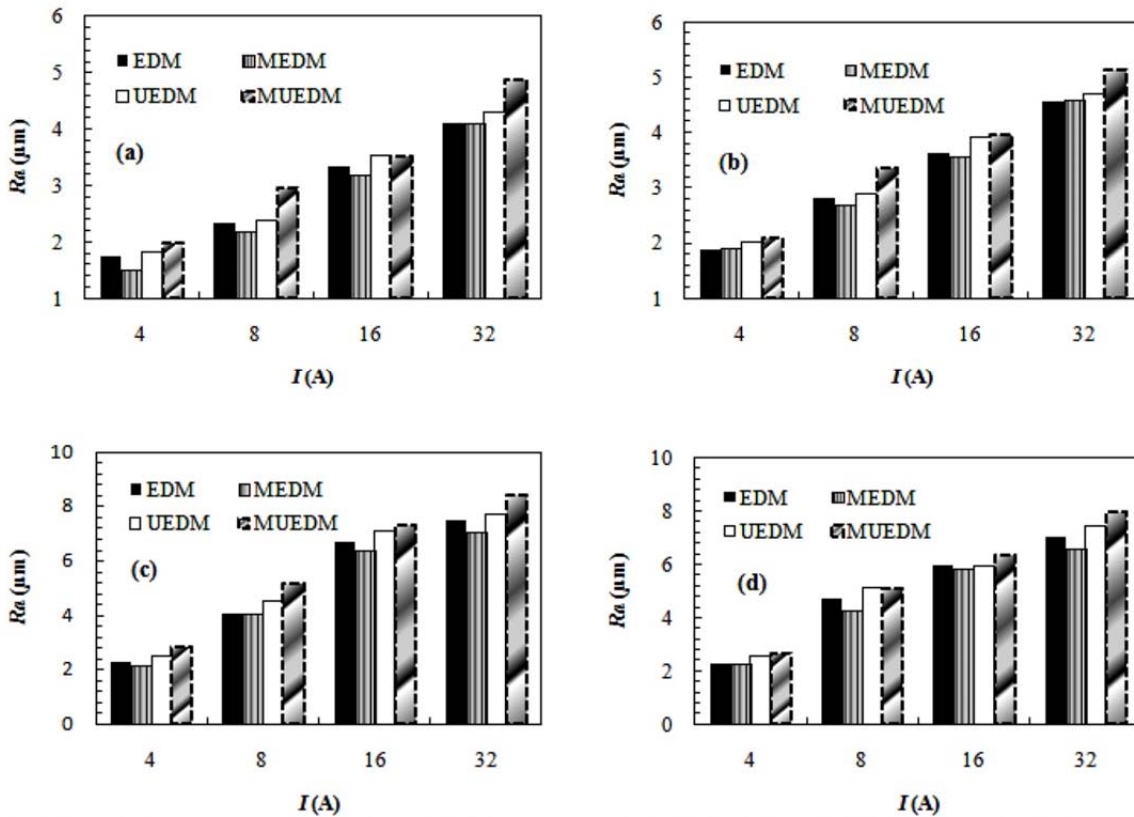 6
5
4
3
2
1
Ra (µm)
EDM MEDM
UEDM MUEDM
(a)
4 8 16 32
I (A)
6
5
4
3
2
1
Ra (µm)
EDM MEDM
UEDM MUEDM
(b)
4 8 16 32
I (A)
10
8
6
4
2
0
Ra (µm)
EDM MEDM
UEDM MUEDM
(c)
4 8 16 32
I (A)
10
8
6
4
2
0
Ra (µm)
EDM MEDM
UEDM MUEDM
(d)
4 8 16 32
I (A)